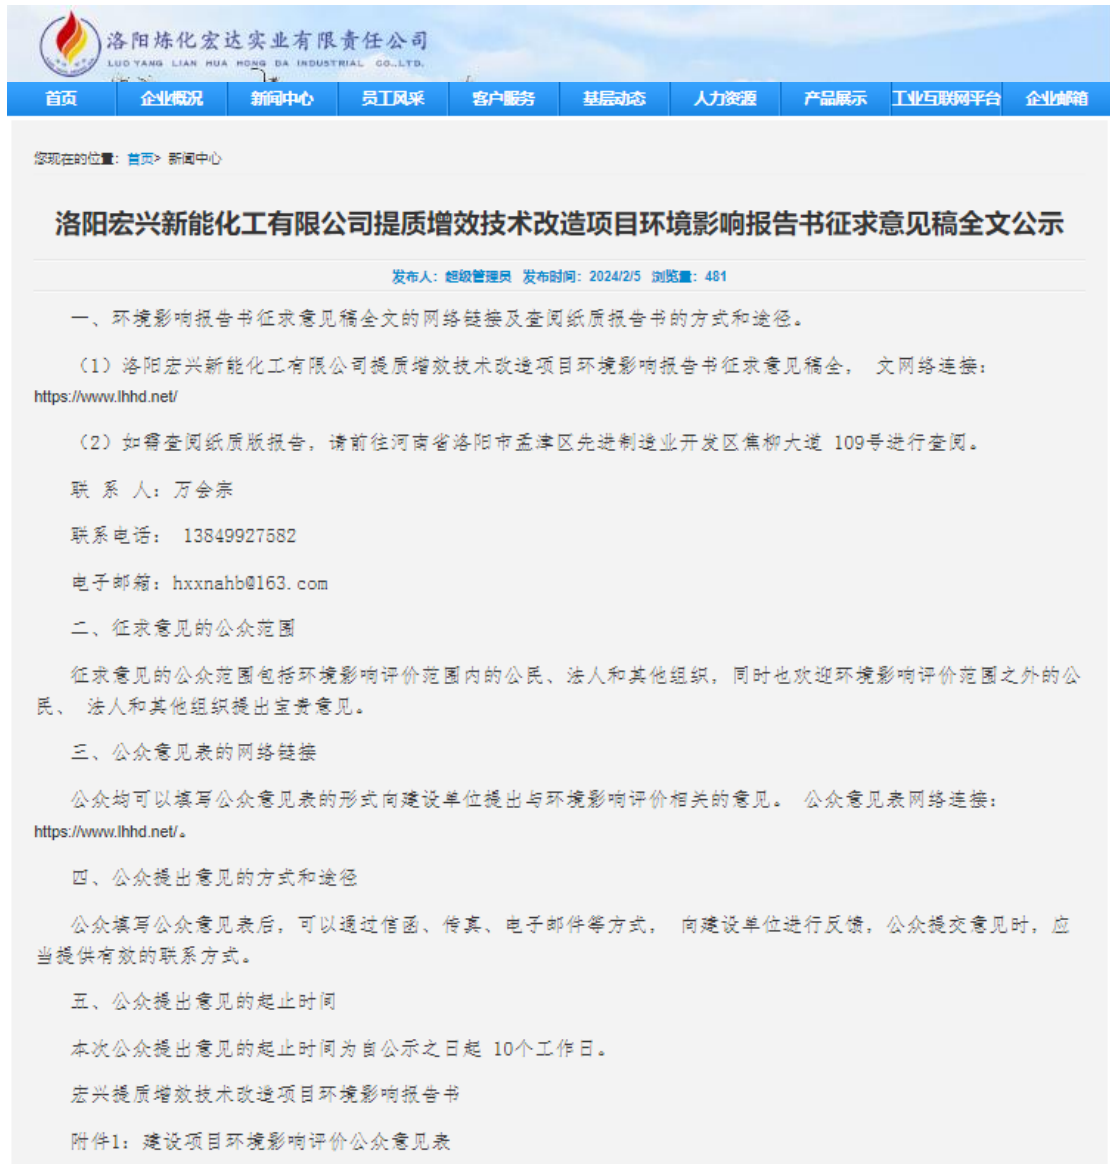 洛阳炼化宏达实业有限责任公司
LUO YANG LIAN HUA HONG DA INDUSTRIAL CO.,LTD.
首页 企业概况 新闻中心 员工风采 客户服务 基层动态 人力资源 产品展示 工业互联网平台 企业邮箱
您现在的位置：首页> 新闻中心
洛阳宏兴新能化工有限公司提质增效技术改造项目环境影响报告书征求意见稿全文公示
发布人：超级管理员 发布时间：2024/2/5 浏览量：481
一、环境影响报告书征求意见稿全文的网络链接及查阅纸质报告书的方式和途径。
（1）洛阳宏兴新能化工有限公司提质增效技术改造项目环境影响报告书征求意见稿全， 文网络连接：
https://www.lhhd.net/
（2）如需查阅纸质版报告，请前往河南省洛阳市孟津区先进制造业开发区焦柳大道 109号进行查阅。
联 系 人：万会宗
联系电话： 13849927582
电子邮箱：hxxnahb@163.com
二、征求意见的公众范围
征求意见的公众范围包括环境影响评价范围内的公民、法人和其他组织，同时也欢迎环境影响评价范围之外的公
民、 法人和其他组织提出宝贵意见。
三、公众意见表的网络链接
公众均可以填写公众意见表的形式向建设单位提出与环境影响评价相关的意见。 公众意见表网络连接：
https://www.lhhd.net/。
四、公众提出意见的方式和途径
公众填写公众意见表后，可以通过信函、传真、电子邮件等方式， 向建设单位进行反馈，公众提交意见时，应
当提供有效的联系方式。
五、公众提出意见的起止时间
本次公众提出意见的起止时间为自公示之日起 10个工作日。
宏兴提质增效技术改造项目环境影响报告书
附件1：建设项目环境影响评价公众意见表